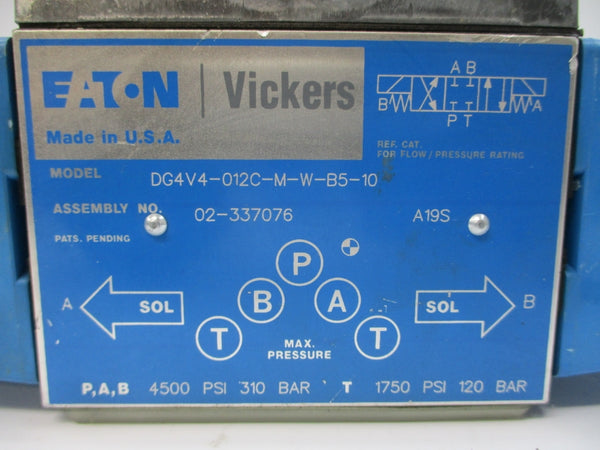 EATON | Vickers
Made in U.S.A.
A B
B A
P T
REF. CAT.
FOR FLOW / PRESSURE RATING
MODEL DG4V4-012C-M-W-B5-10
ASSEMBLY NO. 02-337076 A19S
PATS. PENDING
P
A SOL B A SOL B
T T
MAX.
PRESSURE
P,A,B 4500 PSI 310 BAR T 1750 PSI 120 BAR